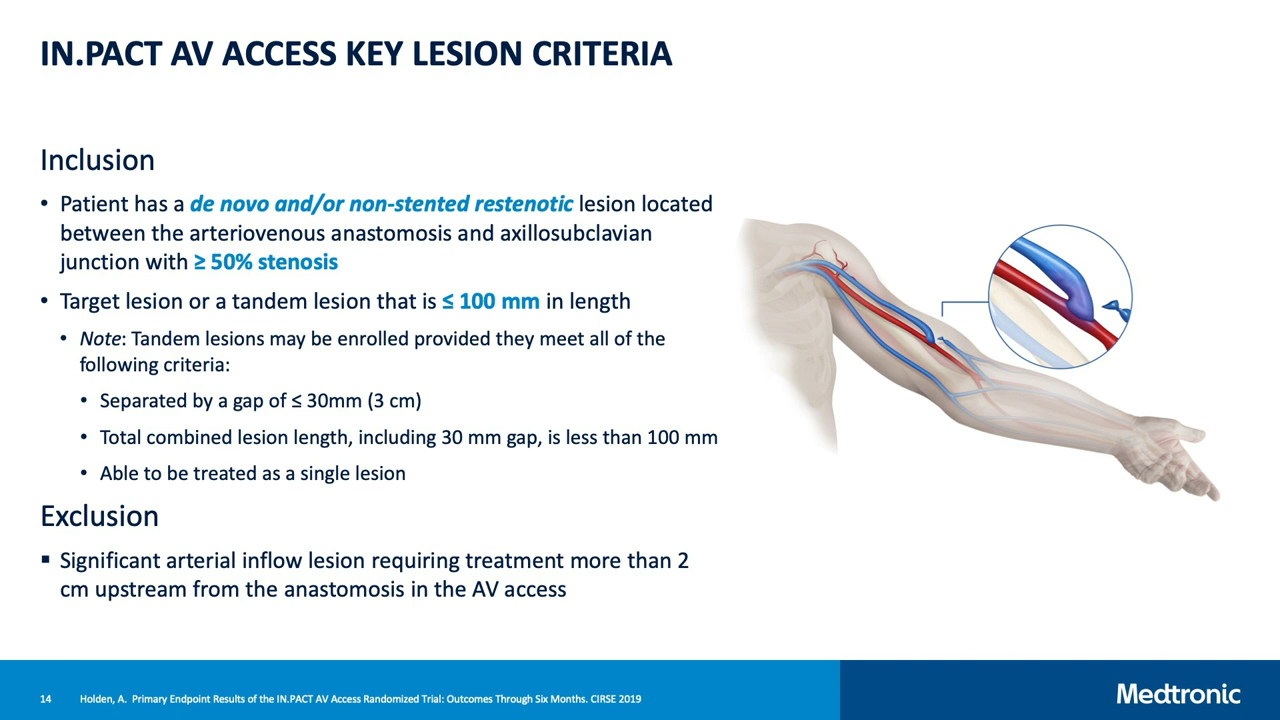 IN.PACT AV ACCESS KEY LESION CRITERIA
Inclusion
• Patient has a de novo and/or non-stented restenotic lesion located
between the arteriovenous anastomosis and axillosubclavian
junction with ≥ 50% stenosis
• Target lesion or a tandem lesion that is ≤ 100 mm in length
• Note: Tandem lesions may be enrolled provided they meet all of the
following criteria:
• Separated by a gap of ≤ 30mm (3 cm)
• Total combined lesion length, including 30 mm gap, is less than 100 mm
• Able to be treated as a single lesion
Exclusion
▪ Significant arterial inflow lesion requiring treatment more than 2
cm upstream from the anastomosis in the AV access
14 Holden, A. Primary Endpoint Results of the IN.PACT AV Access Randomized Trial: Outcomes Through Six Months. CIRSE 2019
Medtronic